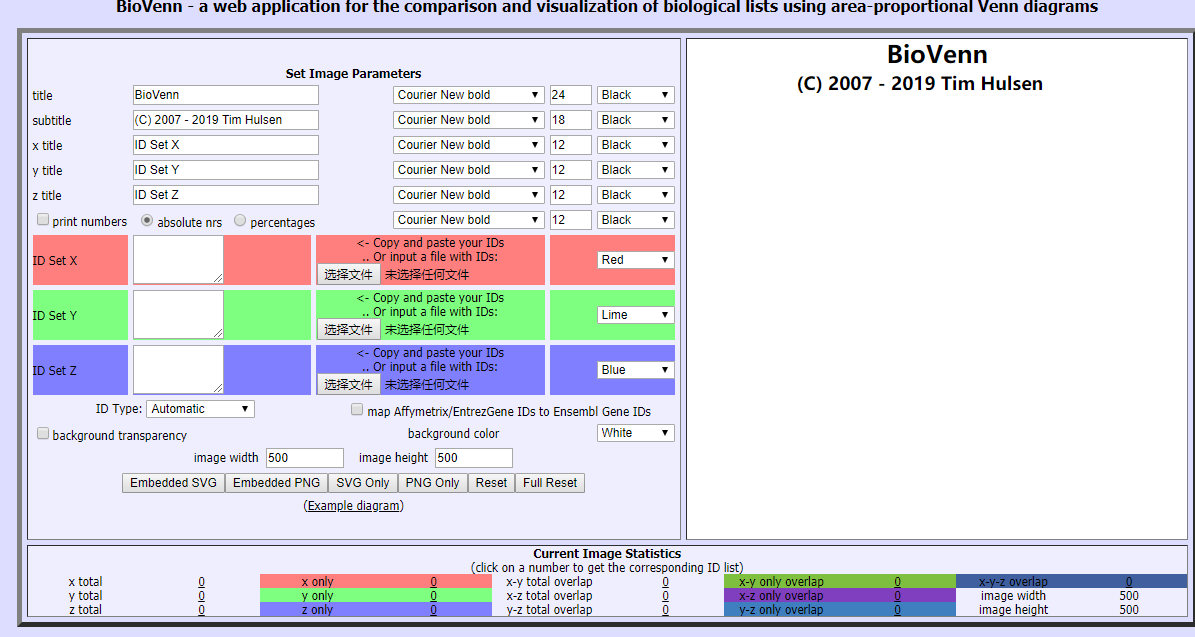 BioVenn - a web application for the comparison and visualization of biological lists using area-proportional Venn diagrams
Set Image Parameters
title BioVenn Courier New bold 24 Black
subtitle (C) 2007 - 2019 Tim Hulsen Courier New bold 18 Black
x title ID Set X Courier New bold 12 Black
y title ID Set Y Courier New bold 12 Black
z title ID Set Z Courier New bold 12 Black
print numbers absolute nrs percentages Courier New bold 12 Black
<- Copy and paste your IDs
ID Set X .. Or input a file with IDs: Red
选择文件 未选择任何文件
<- Copy and paste your IDs
ID Set Y .. Or input a file with IDs: Lime
选择文件 未选择任何文件
<- Copy and paste your IDs
ID Set Z .. Or input a file with IDs: Blue
选择文件 未选择任何文件
ID Type: Automatic map Affymetrix/EntrezGene IDs to Ensembl Gene IDs
background transparency background color White
image width 500 image height 500
Embedded SVG Embedded PNG SVG Only PNG Only Reset Full Reset
(Example diagram)
BioVenn
(C) 2007 - 2019 Tim Hulsen
Current Image Statistics
(click on a number to get the corresponding ID list)
x total 0 x only 0 x-y total overlap 0 x-y only overlap 0 x-y-z overlap 0
y total 0 y only 0 x-z total overlap 0 x-z only overlap 0 image width 500
z total 0 z only 0 y-z total overlap 0 y-z only overlap 0 image height 500